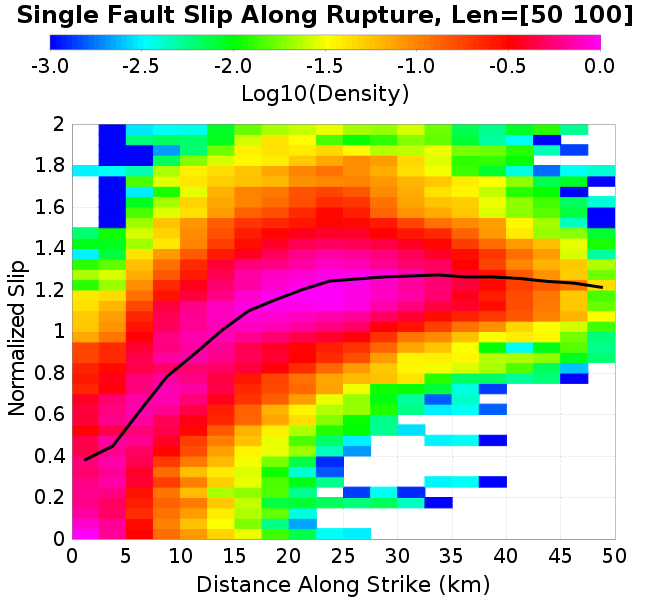 Single Fault Slip Along Rupture, Len=[50 100]
-3.0 -2.5 -2.0 -1.5 -1.0 -0.5 0.0
Log10(Density)
2
1.8
1.6
1.4
1.2
1
0.8
0.6
0.4
0.2
0
Normalized Slip
0 5 10 15 20 25 30 35 40 45 50
Distance Along Strike (km)